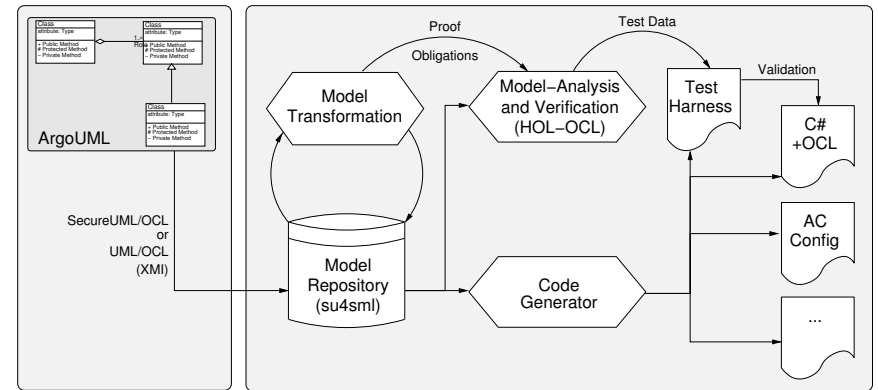 Class
attribute: Type
+ Public Method
# Protected Method
− Private Method
1..*
Role
Class
attribute: Type
+ Public Method
# Protected Method
− Private Method
Class
attribute: Type
+ Public Method
# Protected Method
− Private Method
ArgoUML
SecureUML/OCL
or
UML/OCL
(XMI)
Model
Transformation
Proof
Obligations
Model−Analysis
and Verification
(HOL−OCL)
Test Data
Test
Harness
Validation
C#
+OCL
Model
Repository
(su4sml)
Code
Generator
AC
Config
...